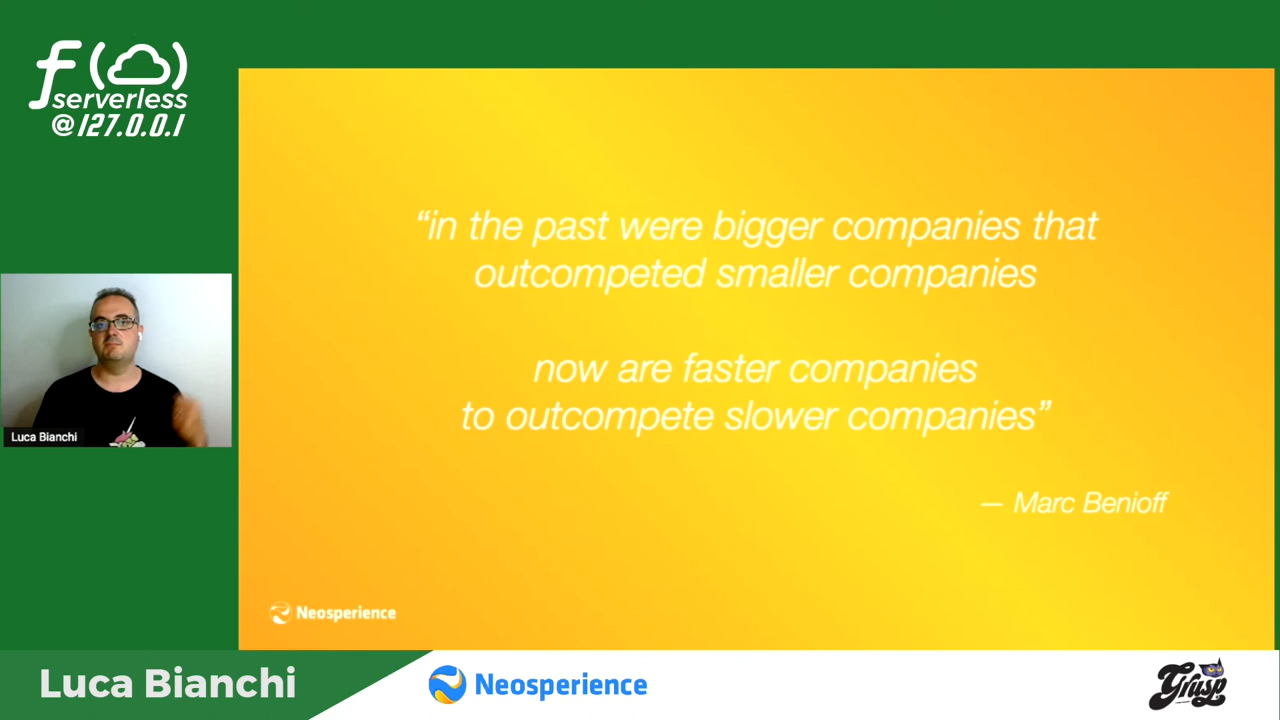 f()
serverless
@127.0.0.1
“in the past were bigger companies that
outcompeted smaller companies
now are faster companies
to outcompete slower companies”
— Marc Benioff
Neosperience
Luca Bianchi
Luca Bianchi
Neosperience
Grusp